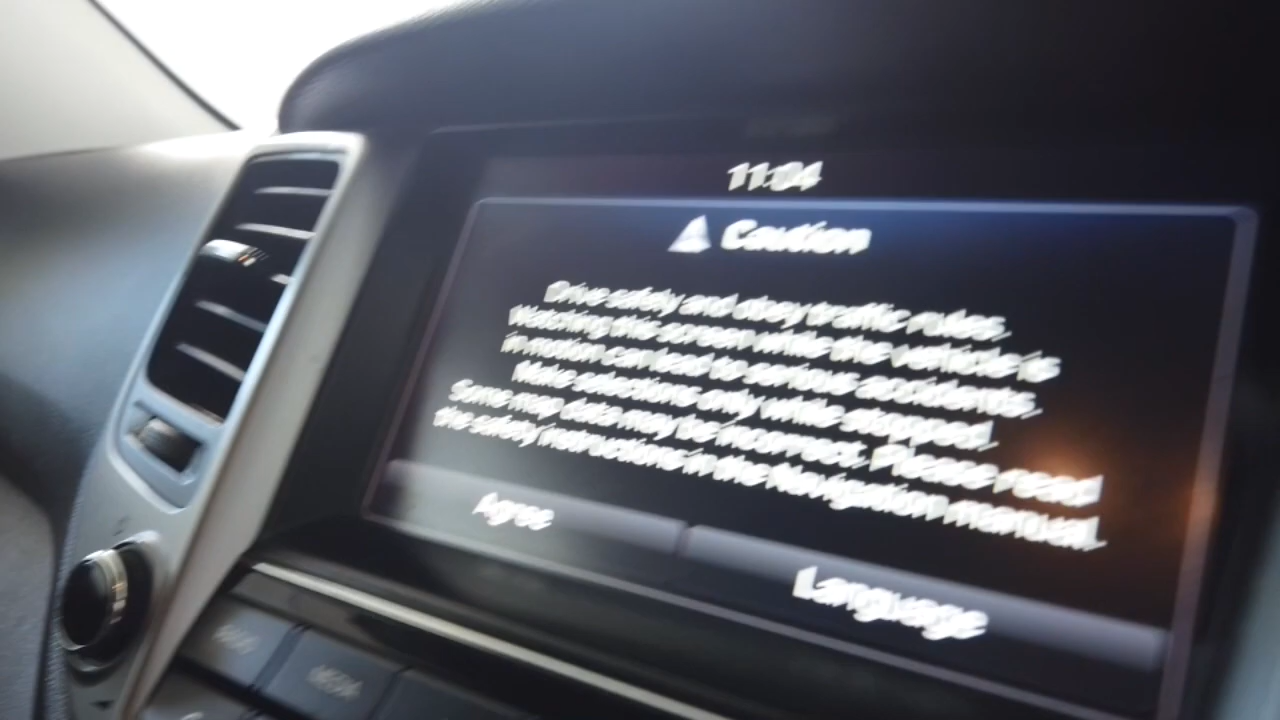 11:04
Caution
Drive safely and obey traffic rules.
Watching this screen while the vehicle is
in motion can lead to serious accidents.
Make selections only while stopped.
Some map data may be incorrect. Please read
the safety instructions in the Navigation manual.
Agree
Language